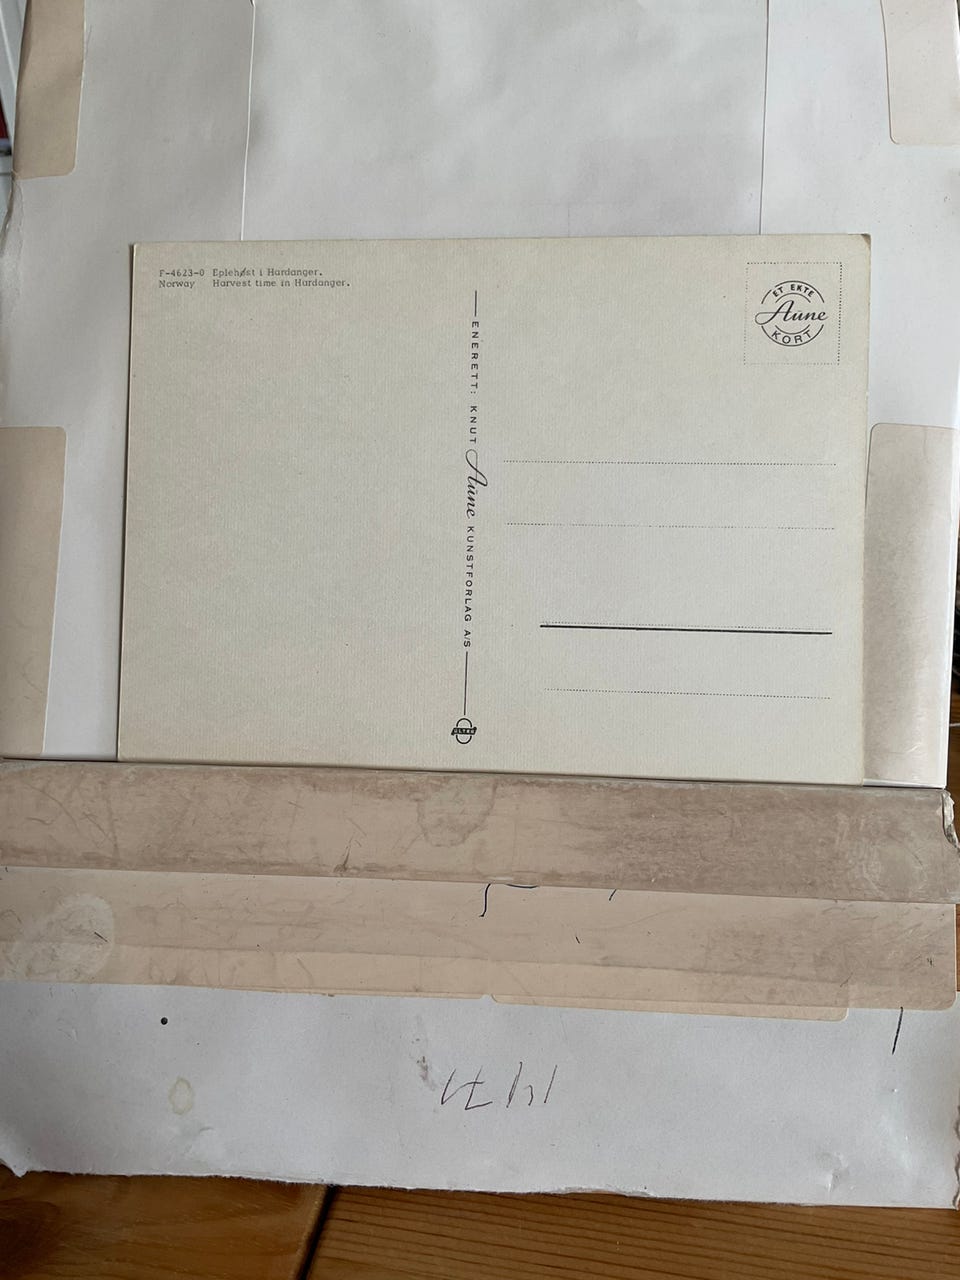 F-4623-0 Eplehøst i Hardanger.
Norway Harvest time in Hardanger.
ET EKTE
Aune
KORT
ENERETT: KNUT Aune KUNSTFORLAG A/S